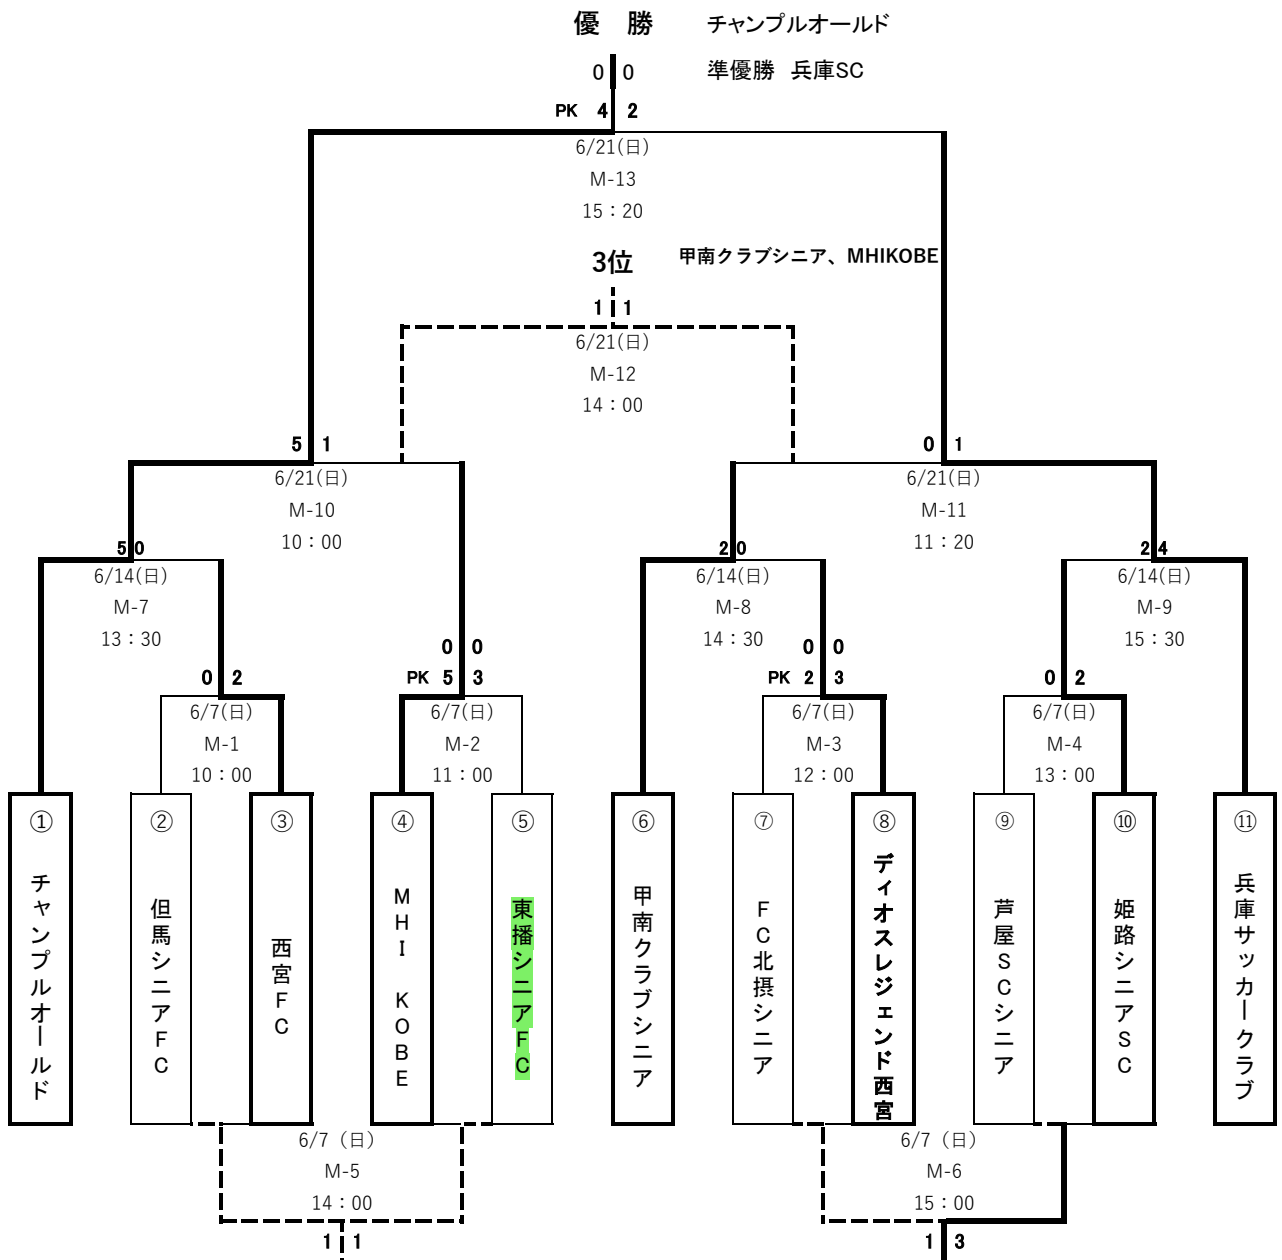 優 勝 チャンプルオールド
0 0 準優勝 兵庫SC
PK 4 2
6/21(日)
M-13
15：20
3位 甲南クラブシニア、MHIKOBE
1 1
6/21(日)
M-12
14：00
5 1
0 1
6/21(日)
M-10
10：00
6/21(日)
M-11
11：20
5 0
2 0
2 4
6/14(日)
M-7
13：30
6/14(日)
M-8
14：30
6/14(日)
M-9
15：30
0 2
0 0
PK 5 3
0 0
PK 2 3
0 2
6/7(日)
M-1
10：00
6/7(日)
M-2
11：00
6/7(日)
M-3
12：00
6/7(日)
M-4
13：00
① チャンプルオールド
② 但馬シニアFC
③ 西宮FC
④ MHI KOBE
⑤ 東播シニアFC
⑥ 甲南クラブシニア
⑦ FC北摂シニア
⑧ ディオスレジェンド西宮
⑨ 芦屋SCシニア
⑩ 姫路シニアSC
⑪ 兵庫サッカークラブ
6/7（日）
M-5
14：00
1 1
6/7（日）
M-6
15：00
1 3